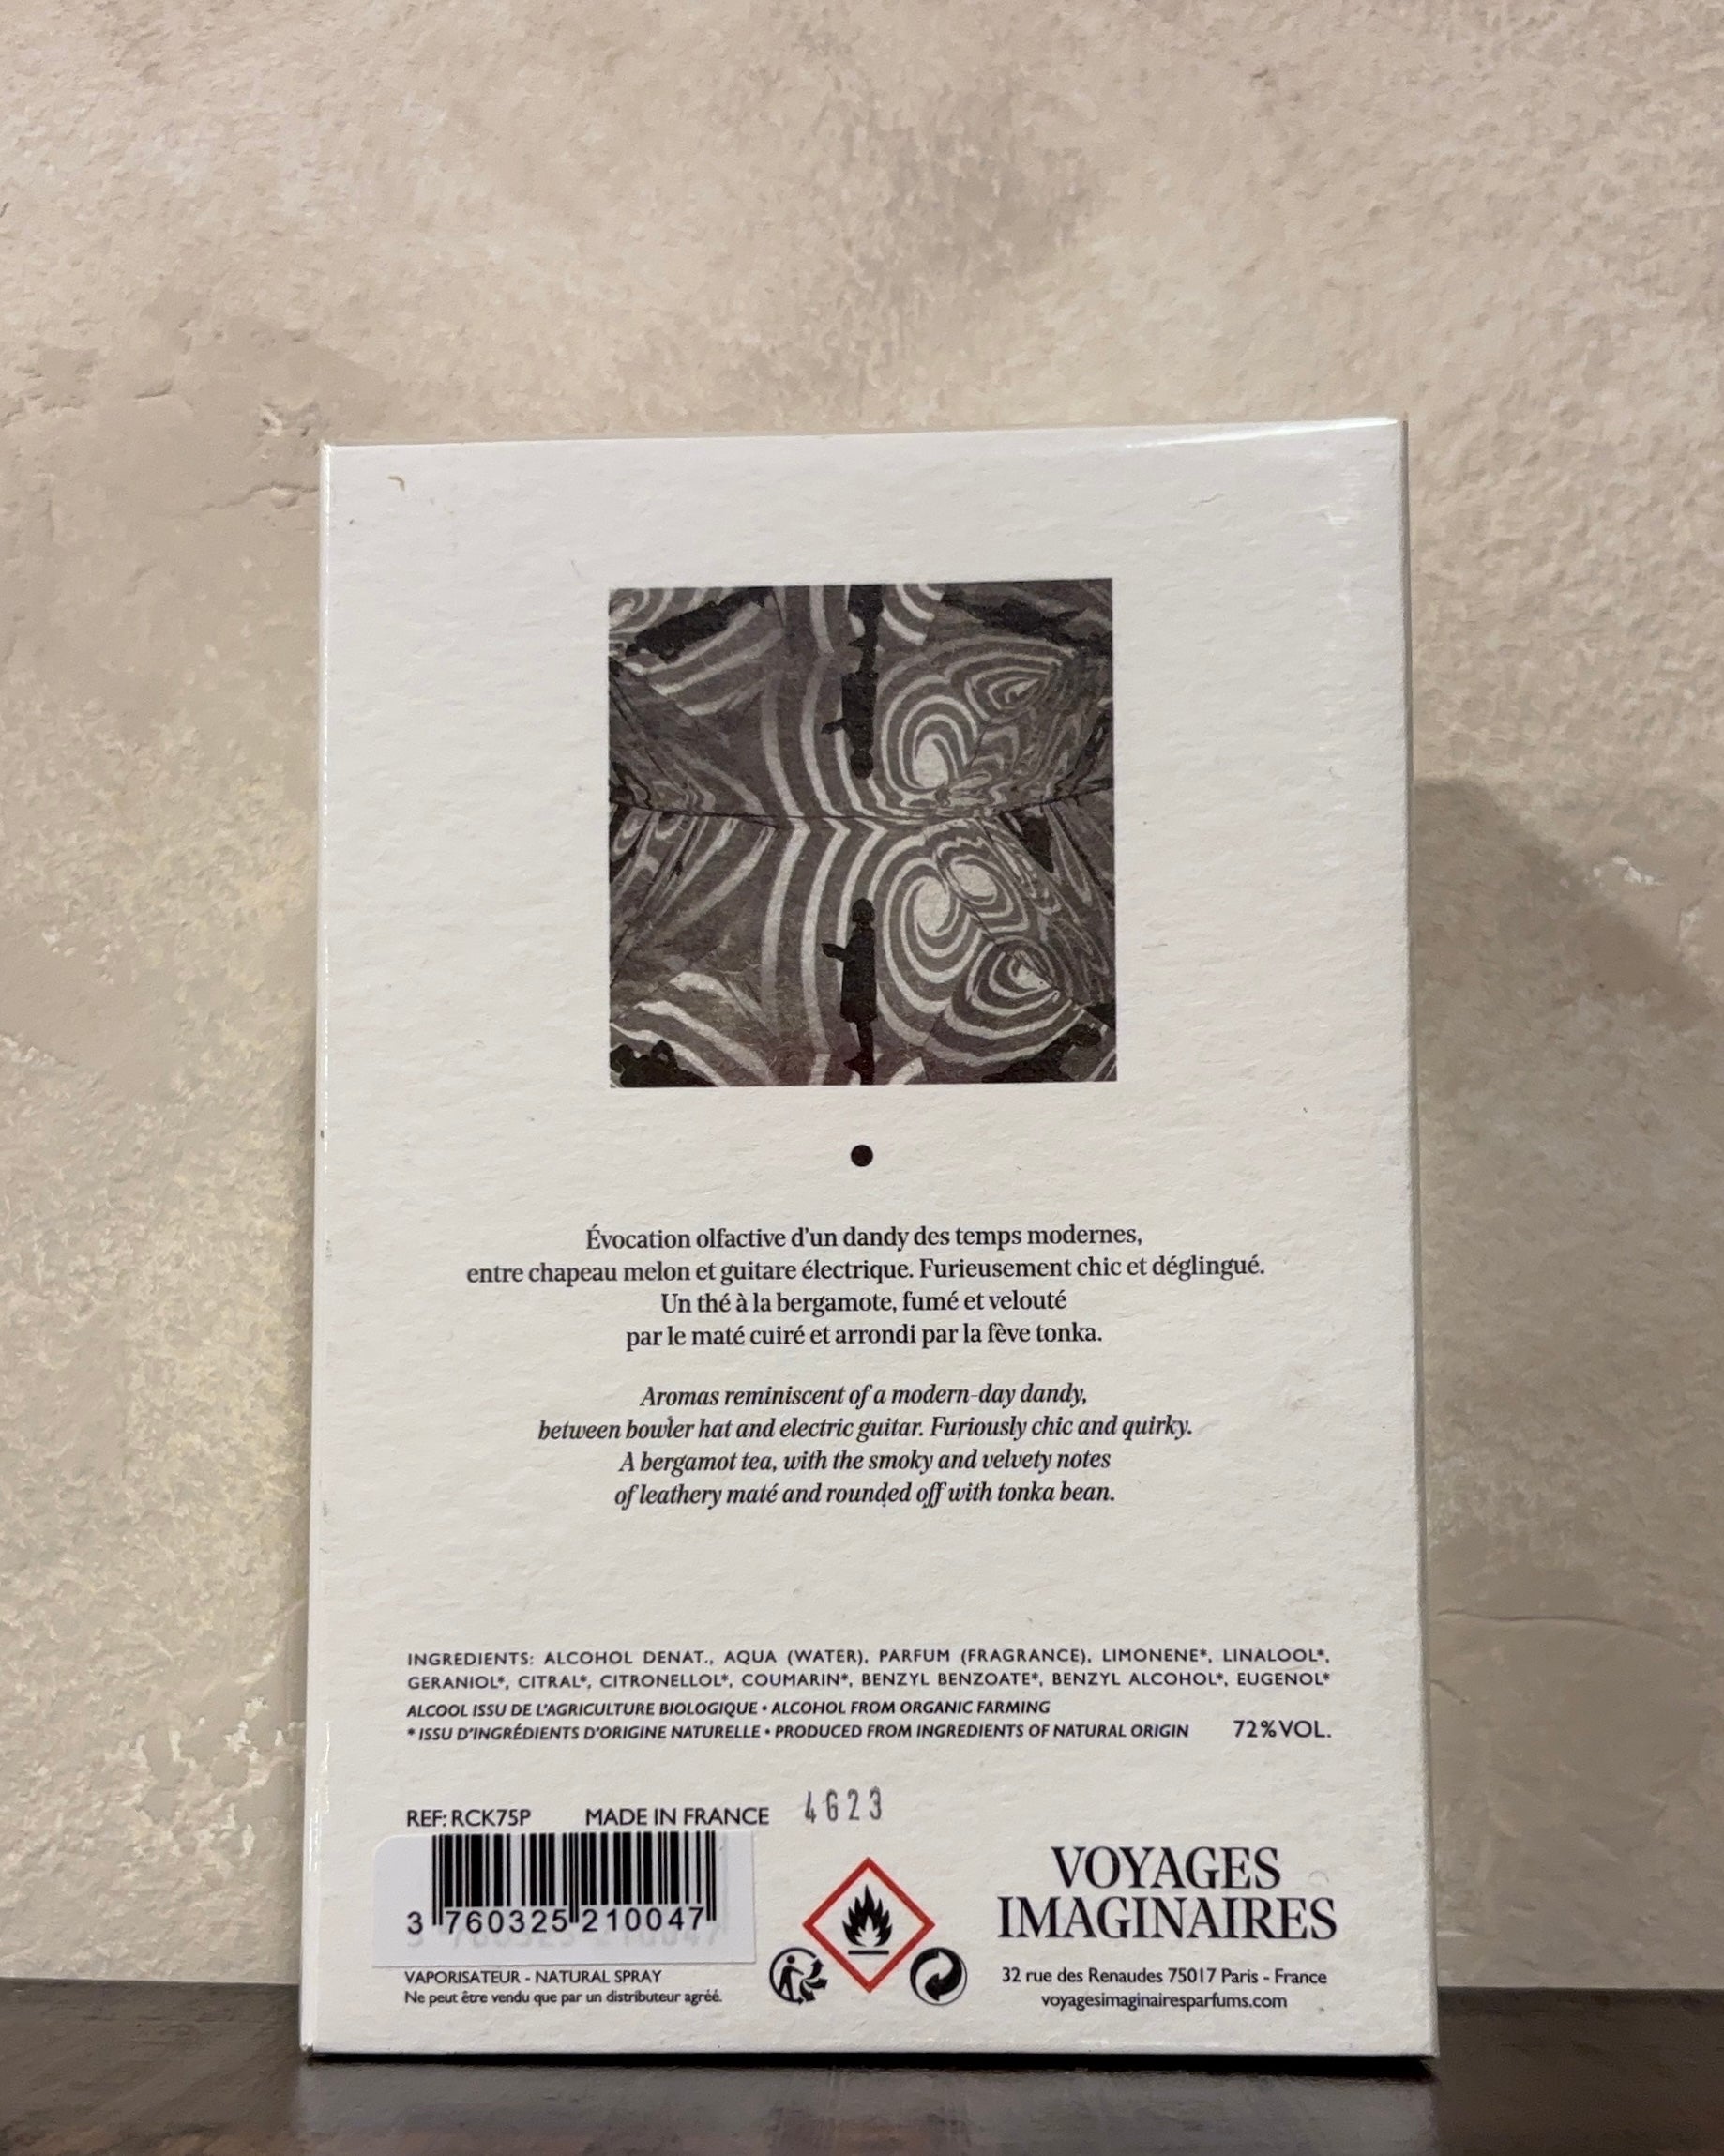 Évocation olfactive d'un dandy des temps modernes,
entre chapeau melon et guitare électrique. Furieusement chic et déglingué.
Un thé à la bergamote, fumé et velouté
par le maté cuiré et arrondi par la fève tonka.
Aromas reminiscent of a modern-day dandy,
between bowler hat and electric guitar. Furiously chic and quirky.
A bergamot tea, with the smoky and velvety notes
of leathery maté and rounded off with tonka bean.
INGREDIENTS: ALCOHOL DENAT., AQUA (WATER), PARFUM (FRAGRANCE), LIMONENE*, LINALOOL*,
GERANIOL*, CITRAL*, CITRONELLOL*, COUMARIN*, BENZYL BENZOATE*, BENZYL ALCOHOL*, EUGENOL*
ALCOOL ISSU DE L'AGRICULTURE BIOLOGIQUE • ALCOHOL FROM ORGANIC FARMING
* ISSU D'INGRÉDIENTS D'ORIGINE NATURELLE • PRODUCED FROM INGREDIENTS OF NATURAL ORIGIN 72%VOL.
REF: RCK75P MADE IN FRANCE 4623
3 760325 210047
VAPORISATEUR - NATURAL SPRAY
Ne peut être vendu que par un distributeur agréé.
VOYAGES
IMAGINAIRES
32 rue des Renaudes 75017 Paris - France
voyagesimaginairesparfums.com